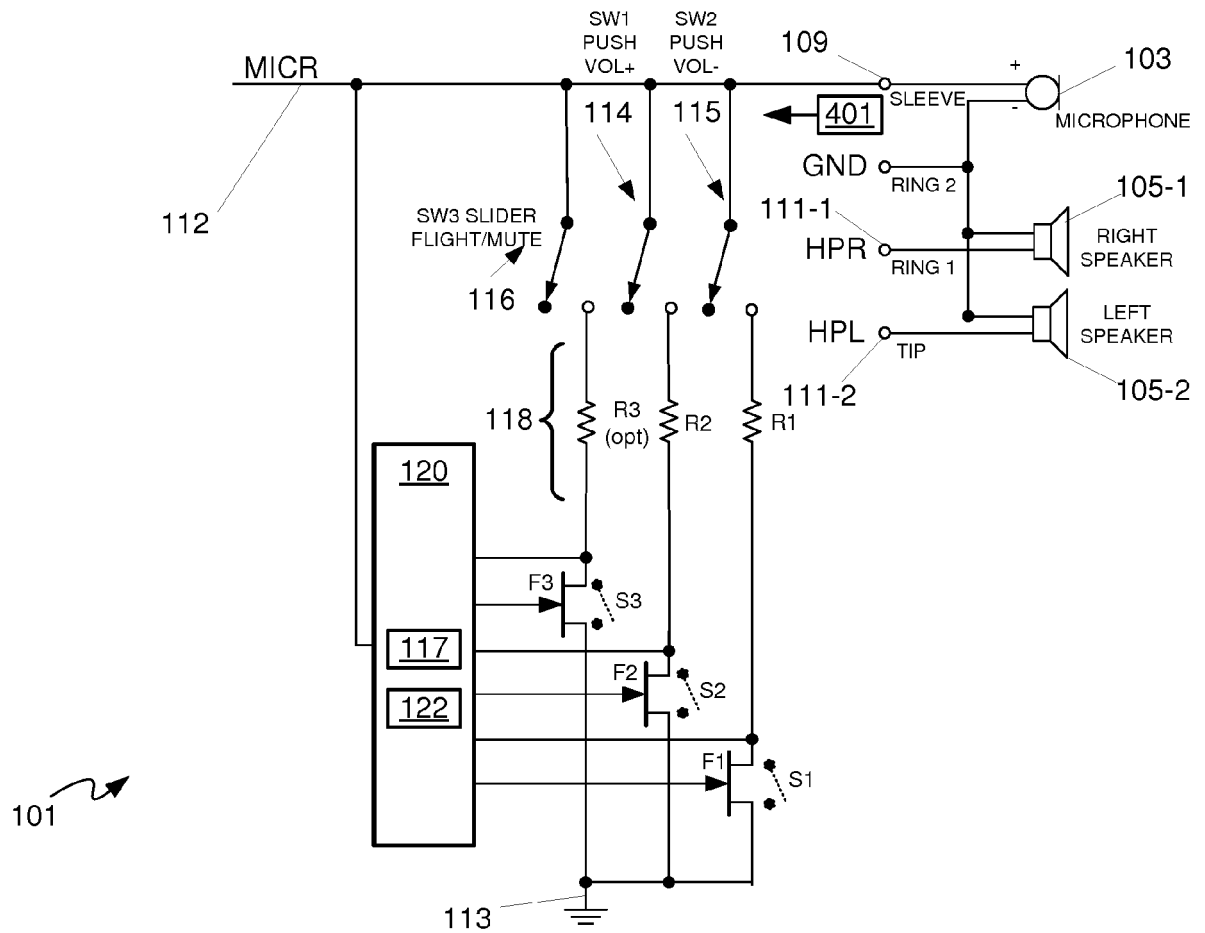 SW1
PUSH
VOL+
SW2
PUSH
VOL-
109
103
MICR
+
-
SLEEVE
MICROPHONE
114
115
401
GND
RING 2
105-1
112
SW3 SLIDER
FLIGHT/MUTE
111-1
HPR
RING 1
RIGHT
SPEAKER
116
HPL
TIP
LEFT
SPEAKER
111-2
105-2
118
R3
(opt)
R2
R1
120
F3
S3
117
F2
S2
122
F1
S1
101
113